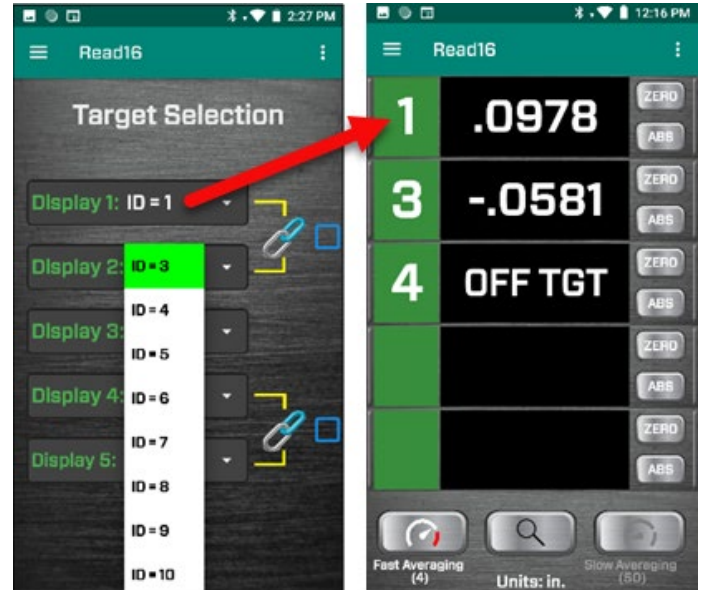 2:27 PM
Read16
Target Selection
Display 1: ID = 1
Display 2: ID = 3
ID = 4
Display 3:
ID = 5
Display 4: ID = 6
ID = 7
Display 5:
ID = 8
ID = 9
ID = 10
12:16 PM
Read16
1 .0978 ZERO
ABS
3 -.0581 ZERO
ABS
4 OFF TGT ZERO
ABS
ZERO
ABS
ZERO
ABS
Fast Averaging
(4)
Units: in.
Slow Averaging
(50)